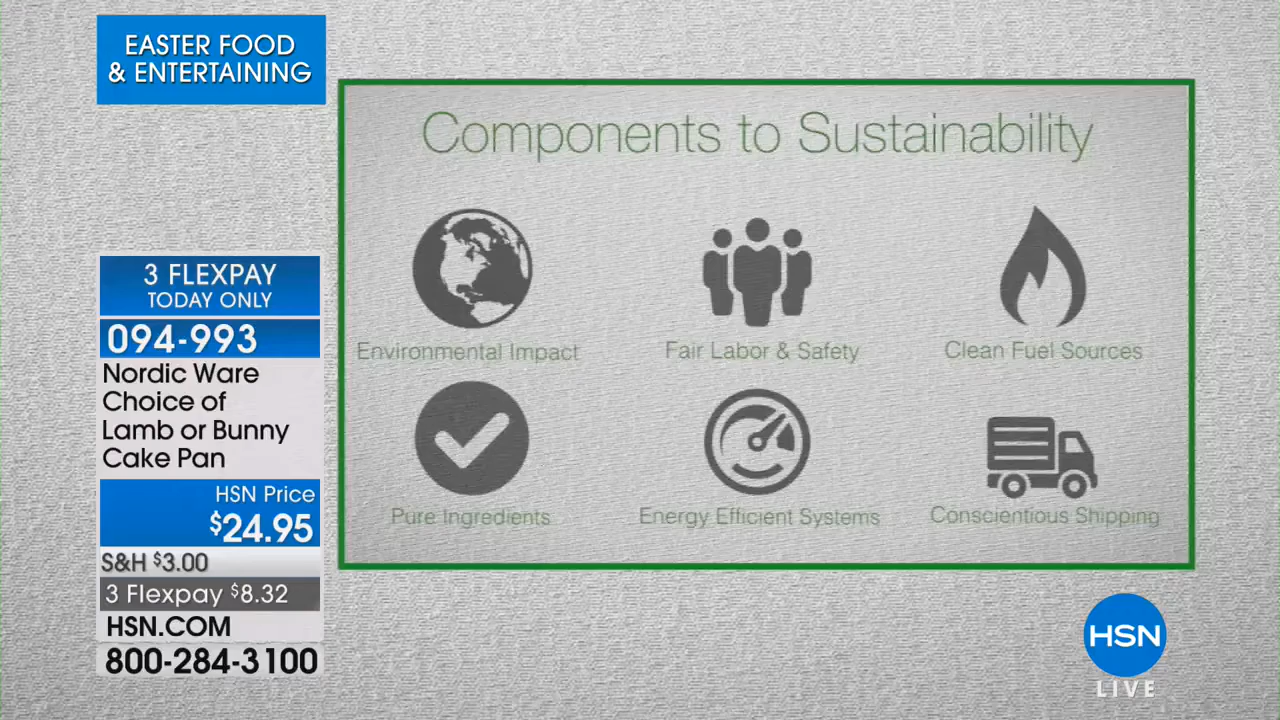 EASTER FOOD
& ENTERTAINING
Components to Sustainability
Environmental Impact
Fair Labor & Safety
Clean Fuel Sources
Pure Ingredients
Energy Efficient Systems
Conscientious Shipping
3 FLEXPAY
TODAY ONLY
094-993
Nordic Ware
Choice of
Lamb or Bunny
Cake Pan
HSN Price
$24.95
S&H $3.00
3 Flexpay $8.32
HSN.COM
800-284-3100
HSN
LIVE